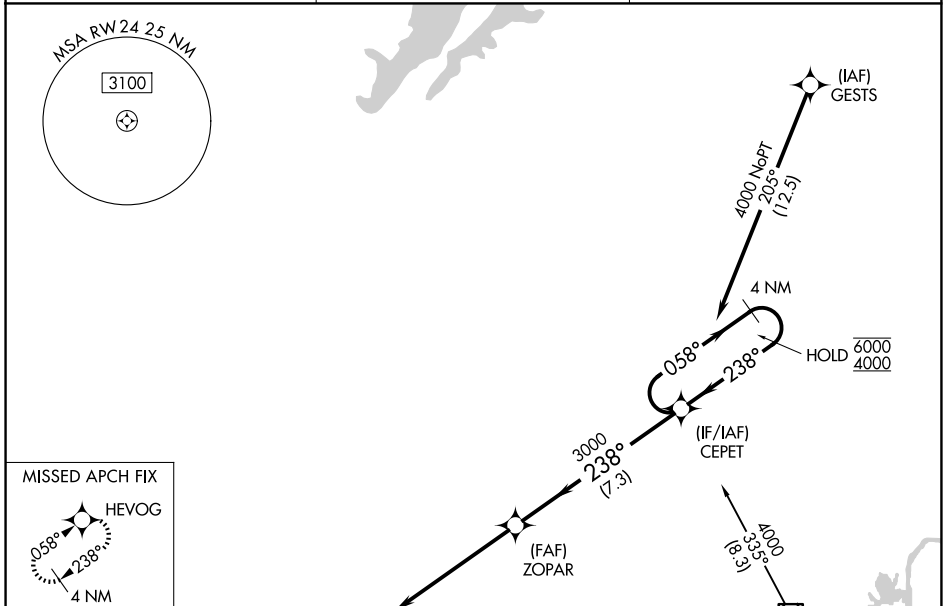 MSA RW24 25 NM
3100
(IAF)
GESTS
4000 NoPT
205°
(12.5)
4 NM
058°
238°
HOLD 6000
4000
(IF/IAF)
CEPET
3000
238°
(7.3)
(FAF)
ZOPAR
4000
335°
(8.3)
MISSED APCH FIX
HEVOG
058°
238°
4 NM